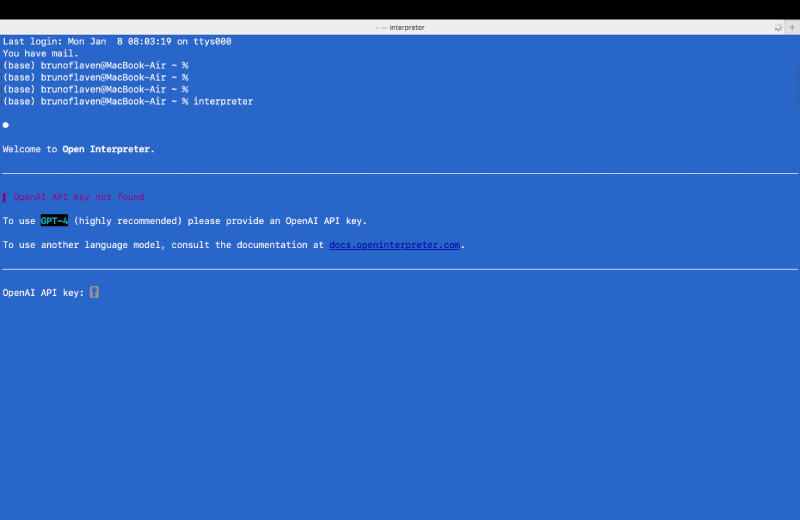 ~ — interpreter
Last login: Mon Jan  8 08:03:19 on ttys000
You have mail.
(base) brunoflaven@MacBook-Air ~ %
(base) brunoflaven@MacBook-Air ~ %
(base) brunoflaven@MacBook-Air ~ %
(base) brunoflaven@MacBook-Air ~ % interpreter
●
Welcome to Open Interpreter.
▌ OpenAI API key not found
To use GPT-4 (highly recommended) please provide an OpenAI API key.
To use another language model, consult the documentation at docs.openinterpreter.com.
OpenAI API key: